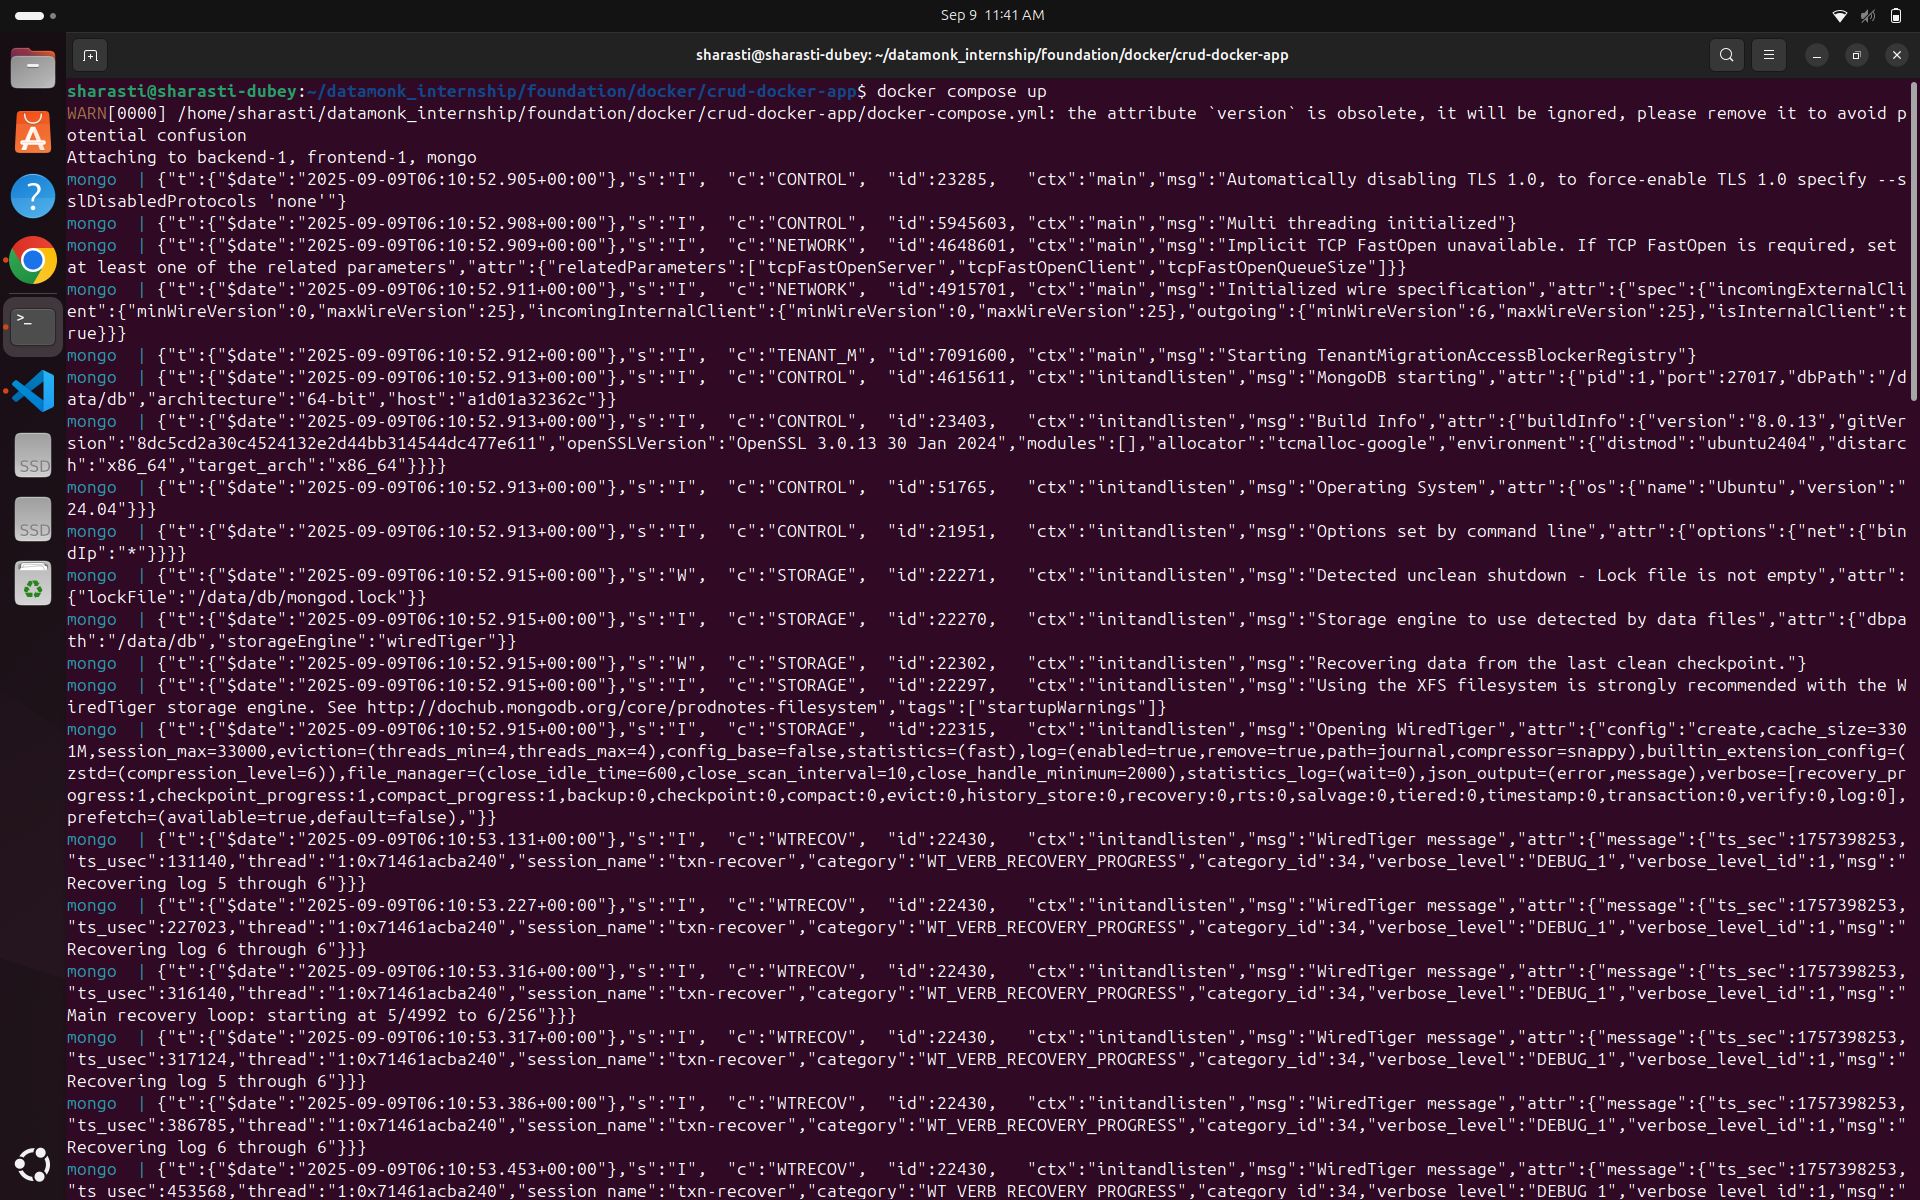 Sep 9 11:41 AM
sharasti@sharasti-dubey: ~/datamonk_internship/foundation/docker/crud-docker-app
sharasti@sharasti-dubey:~/datamonk_internship/foundation/docker/crud-docker-app$ docker compose up
WARN[0000] /home/sharasti/datamonk_internship/foundation/docker/crud-docker-app/docker-compose.yml: the attribute `version` is obsolete, it will be ignored, please remove it to avoid p
otential confusion
Attaching to backend-1, frontend-1, mongo
mongo  | {"t":{"$date":"2025-09-09T06:10:52.905+00:00"},"s":"I",  "c":"CONTROL",  "id":23285,   "ctx":"main","msg":"Automatically disabling TLS 1.0, to force-enable TLS 1.0 specify --s
slDisabledProtocols 'none'"}
mongo  | {"t":{"$date":"2025-09-09T06:10:52.908+00:00"},"s":"I",  "c":"CONTROL",  "id":5945603, "ctx":"main","msg":"Multi threading initialized"}
mongo  | {"t":{"$date":"2025-09-09T06:10:52.909+00:00"},"s":"I",  "c":"NETWORK",  "id":4648601, "ctx":"main","msg":"Implicit TCP FastOpen unavailable. If TCP FastOpen is required, set
at least one of the related parameters","attr":{"relatedParameters":["tcpFastOpenServer","tcpFastOpenClient","tcpFastOpenQueueSize"]}}
mongo  | {"t":{"$date":"2025-09-09T06:10:52.911+00:00"},"s":"I",  "c":"NETWORK",  "id":4915701, "ctx":"main","msg":"Initialized wire specification","attr":{"spec":{"incomingExternalCli
ent":{"minWireVersion":0,"maxWireVersion":25},"incomingInternalClient":{"minWireVersion":0,"maxWireVersion":25},"outgoing":{"minWireVersion":6,"maxWireVersion":25},"isInternalClient":t
rue}}}
mongo  | {"t":{"$date":"2025-09-09T06:10:52.912+00:00"},"s":"I",  "c":"TENANT_M", "id":7091600, "ctx":"main","msg":"Starting TenantMigrationAccessBlockerRegistry"}
mongo  | {"t":{"$date":"2025-09-09T06:10:52.913+00:00"},"s":"I",  "c":"CONTROL",  "id":4615611, "ctx":"initandlisten","msg":"MongoDB starting","attr":{"pid":1,"port":27017,"dbPath":"/d
ata/db","architecture":"64-bit","host":"a1d01a32362c"}}
mongo  | {"t":{"$date":"2025-09-09T06:10:52.913+00:00"},"s":"I",  "c":"CONTROL",  "id":23403,   "ctx":"initandlisten","msg":"Build Info","attr":{"buildInfo":{"version":"8.0.13","gitVer
sion":"8dc5cd2a30c4524132e2d44bb314544dc477e611","openSSLVersion":"OpenSSL 3.0.13 30 Jan 2024","modules":[],"allocator":"tcmalloc-google","environment":{"distmod":"ubuntu2404","distarc
h":"x86_64","target_arch":"x86_64"}}}}
mongo  | {"t":{"$date":"2025-09-09T06:10:52.913+00:00"},"s":"I",  "c":"CONTROL",  "id":51765,   "ctx":"initandlisten","msg":"Operating System","attr":{"os":{"name":"Ubuntu","version":"
24.04"}}}
mongo  | {"t":{"$date":"2025-09-09T06:10:52.913+00:00"},"s":"I",  "c":"CONTROL",  "id":21951,   "ctx":"initandlisten","msg":"Options set by command line","attr":{"options":{"net":{"bin
dIp":"*"}}}}
mongo  | {"t":{"$date":"2025-09-09T06:10:52.915+00:00"},"s":"W",  "c":"STORAGE",  "id":22271,   "ctx":"initandlisten","msg":"Detected unclean shutdown - Lock file is not empty","attr":
{"lockFile":"/data/db/mongod.lock"}}
mongo  | {"t":{"$date":"2025-09-09T06:10:52.915+00:00"},"s":"I",  "c":"STORAGE",  "id":22270,   "ctx":"initandlisten","msg":"Storage engine to use detected by data files","attr":{"dbpa
th":"/data/db","storageEngine":"wiredTiger"}}
mongo  | {"t":{"$date":"2025-09-09T06:10:52.915+00:00"},"s":"W",  "c":"STORAGE",  "id":22302,   "ctx":"initandlisten","msg":"Recovering data from the last clean checkpoint."}
mongo  | {"t":{"$date":"2025-09-09T06:10:52.915+00:00"},"s":"I",  "c":"STORAGE",  "id":22297,   "ctx":"initandlisten","msg":"Using the XFS filesystem is strongly recommended with the W
iredTiger storage engine. See http://dochub.mongodb.org/core/prodnotes-filesystem","tags":["startupWarnings"]}
mongo  | {"t":{"$date":"2025-09-09T06:10:52.915+00:00"},"s":"I",  "c":"STORAGE",  "id":22315,   "ctx":"initandlisten","msg":"Opening WiredTiger","attr":{"config":"create,cache_size=330
1M,session_max=33000,eviction=(threads_min=4,threads_max=4),config_base=false,statistics=(fast),log=(enabled=true,remove=true,path=journal,compressor=snappy),builtin_extension_config=(
zstd=(compression_level=6)),file_manager=(close_idle_time=600,close_scan_interval=10,close_handle_minimum=2000),statistics_log=(wait=0),json_output=(error,message),verbose=[recovery_pr
ogress:1,checkpoint_progress:1,compact_progress:1,backup:0,checkpoint:0,compact:0,evict:0,history_store:0,recovery:0,rts:0,salvage:0,tiered:0,timestamp:0,transaction:0,verify:0,log:0],
prefetch=(available=true,default=false),"}}
mongo  | {"t":{"$date":"2025-09-09T06:10:53.131+00:00"},"s":"I",  "c":"WTRECOV",  "id":22430,   "ctx":"initandlisten","msg":"WiredTiger message","attr":{"message":{"ts_sec":1757398253,
"ts_usec":131140,"thread":"1:0x71461acba240","session_name":"txn-recover","category":"WT_VERB_RECOVERY_PROGRESS","category_id":34,"verbose_level":"DEBUG_1","verbose_level_id":1,"msg":"
Recovering log 5 through 6"}}}
mongo  | {"t":{"$date":"2025-09-09T06:10:53.227+00:00"},"s":"I",  "c":"WTRECOV",  "id":22430,   "ctx":"initandlisten","msg":"WiredTiger message","attr":{"message":{"ts_sec":1757398253,
"ts_usec":227023,"thread":"1:0x71461acba240","session_name":"txn-recover","category":"WT_VERB_RECOVERY_PROGRESS","category_id":34,"verbose_level":"DEBUG_1","verbose_level_id":1,"msg":"
Recovering log 6 through 6"}}}
mongo  | {"t":{"$date":"2025-09-09T06:10:53.316+00:00"},"s":"I",  "c":"WTRECOV",  "id":22430,   "ctx":"initandlisten","msg":"WiredTiger message","attr":{"message":{"ts_sec":1757398253,
"ts_usec":316140,"thread":"1:0x71461acba240","session_name":"txn-recover","category":"WT_VERB_RECOVERY_PROGRESS","category_id":34,"verbose_level":"DEBUG_1","verbose_level_id":1,"msg":"
Main recovery loop: starting at 5/4992 to 6/256"}}}
mongo  | {"t":{"$date":"2025-09-09T06:10:53.317+00:00"},"s":"I",  "c":"WTRECOV",  "id":22430,   "ctx":"initandlisten","msg":"WiredTiger message","attr":{"message":{"ts_sec":1757398253,
"ts_usec":317124,"thread":"1:0x71461acba240","session_name":"txn-recover","category":"WT_VERB_RECOVERY_PROGRESS","category_id":34,"verbose_level":"DEBUG_1","verbose_level_id":1,"msg":"
Recovering log 5 through 6"}}}
mongo  | {"t":{"$date":"2025-09-09T06:10:53.386+00:00"},"s":"I",  "c":"WTRECOV",  "id":22430,   "ctx":"initandlisten","msg":"WiredTiger message","attr":{"message":{"ts_sec":1757398253,
"ts_usec":386785,"thread":"1:0x71461acba240","session_name":"txn-recover","category":"WT_VERB_RECOVERY_PROGRESS","category_id":34,"verbose_level":"DEBUG_1","verbose_level_id":1,"msg":"
Recovering log 6 through 6"}}}
mongo  | {"t":{"$date":"2025-09-09T06:10:53.453+00:00"},"s":"I",  "c":"WTRECOV",  "id":22430,   "ctx":"initandlisten","msg":"WiredTiger message","attr":{"message":{"ts_sec":1757398253,
"ts_usec":453568,"thread":"1:0x71461acba240","session_name":"txn-recover","category":"WT_VERB_RECOVERY_PROGRESS","category_id":34,"verbose_level":"DEBUG_1","verbose_level_id":1,"msg":"
SSD
SSD